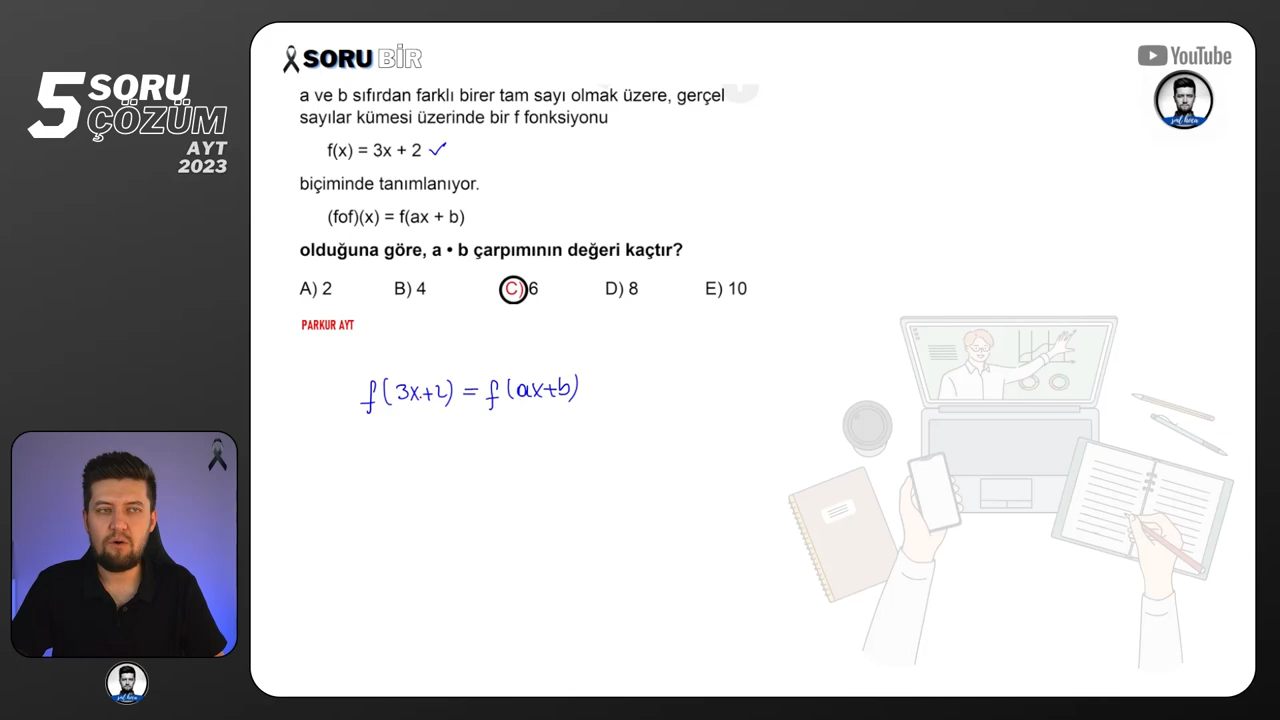 5 SORU
ÇÖZÜM
AYT
2023
SORU BİR
YouTube
a ve b sıfırdan farklı birer tam sayı olmak üzere, gerçel
sayılar kümesi üzerinde bir f fonksiyonu
f(x) = 3x + 2 ✓
biçiminde tanımlanıyor.
(fof)(x) = f(ax + b)
olduğuna göre, a • b çarpımının değeri kaçtır?
A) 2 B) 4 C) 6 D) 8 E) 10
PARKUR AYT
f(3x+2) = f(ax+b)